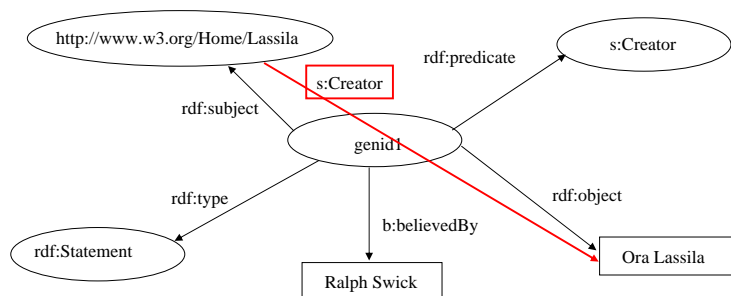 http://www.w3.org/Home/Lassila
s:Creator
rdf:predicate
s:Creator
rdf:subject
genid1
rdf:type
rdf:object
b:believedBy
rdf:Statement
Ora Lassila
Ralph Swick